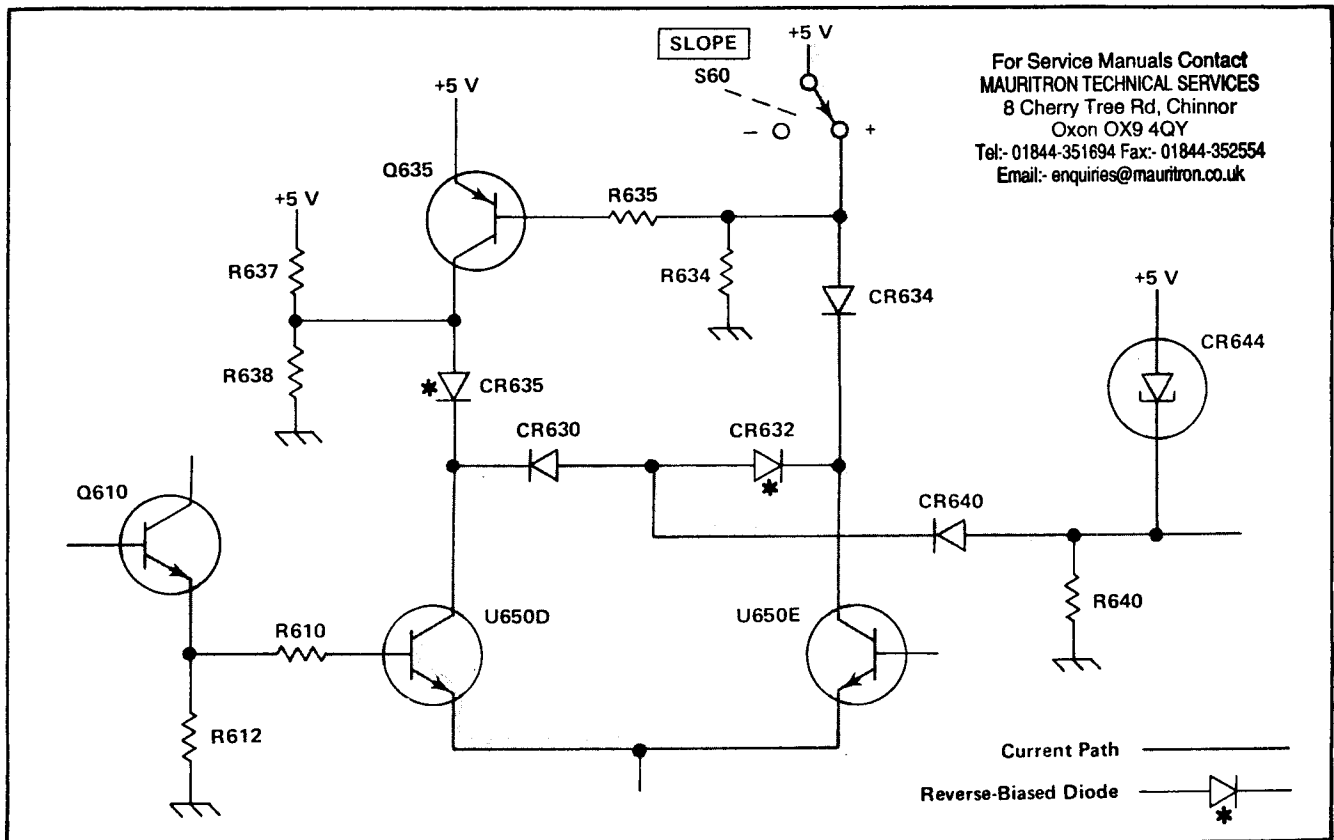 SLOPE
S60
+5 V
− +
For Service Manuals Contact
MAURITRON TECHNICAL SERVICES
8 Cherry Tree Rd, Chinnor
Oxon OX9 4QY
Tel:- 01844-351694 Fax:- 01844-352554
Email:- enquiries@mauritron.co.uk
+5 V
Q635
+5 V
R635
R637
R634
CR634
+5 V
CR644
R638
* CR635
CR630
CR632
*
Q610
CR640
R640
R610
U650D
U650E
R612
Current Path
Reverse-Biased Diode
*